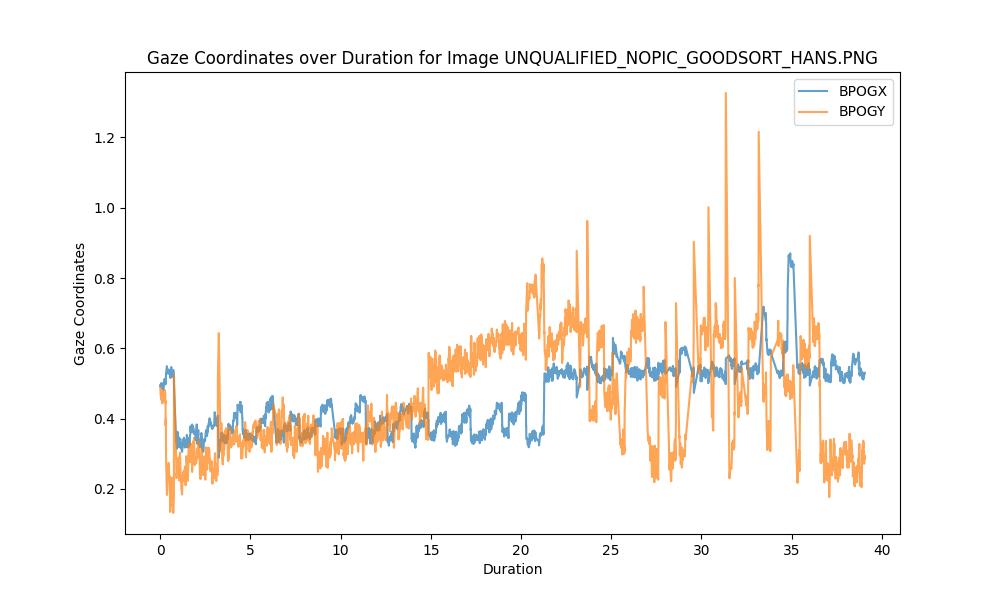 Gaze Coordinates over Duration for Image UNQUALIFIED_NOPIC_GOODSORT_HANS.PNG
BPOGX
BPOGY
Gaze Coordinates
1.2
1.0
0.8
0.6
0.4
0.2
0 5 10 15 20 25 30 35 40
Duration